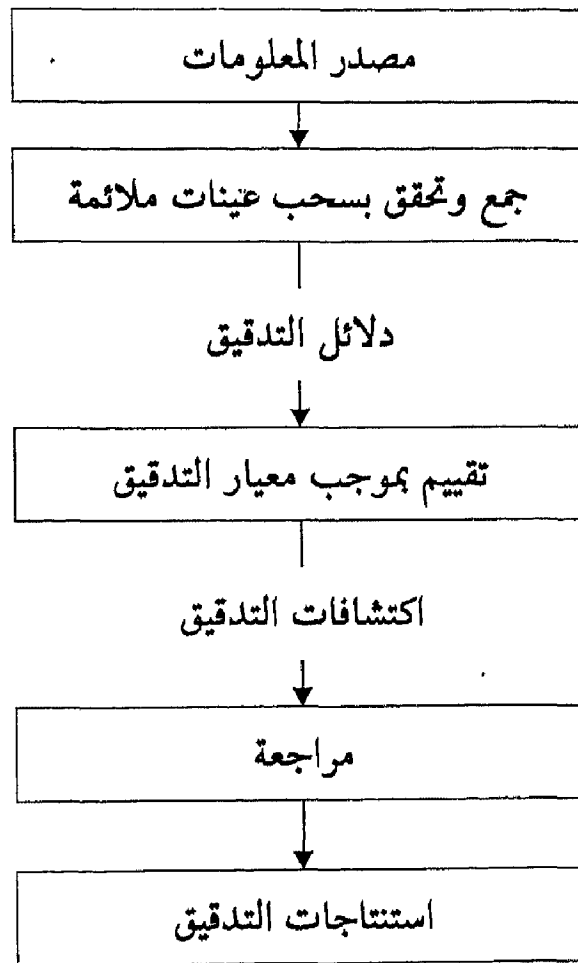 مصدر المعلومات
جمع وتحقق بسحب عينات ملائمة
دلائل التدقيق
تقييم بموجب معيار التدقيق
اكتشافات التدقيق
مراجعة
استنتاجات التدقيق